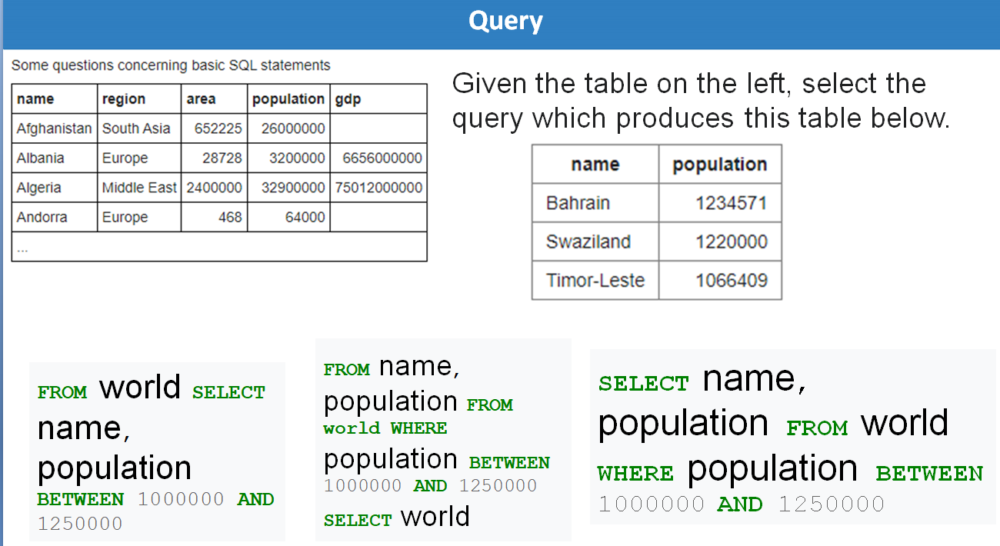 Query
Some questions concerning basic SQL statements
name region area population gdp
Afghanistan South Asia 652225 26000000
Albania Europe 28728 3200000 6656000000
Algeria Middle East 2400000 32900000 75012000000
Andorra Europe 468 64000
...
Given the table on the left, select the
query which produces this table below.
name population
Bahrain 1234571
Swaziland 1220000
Timor-Leste 1066409
FROM world SELECT
name,
population
BETWEEN 1000000 AND
1250000
FROM name,
population FROM
world WHERE
population BETWEEN
1000000 AND 1250000
SELECT world
SELECT name,
population FROM world
WHERE population BETWEEN
1000000 AND 1250000